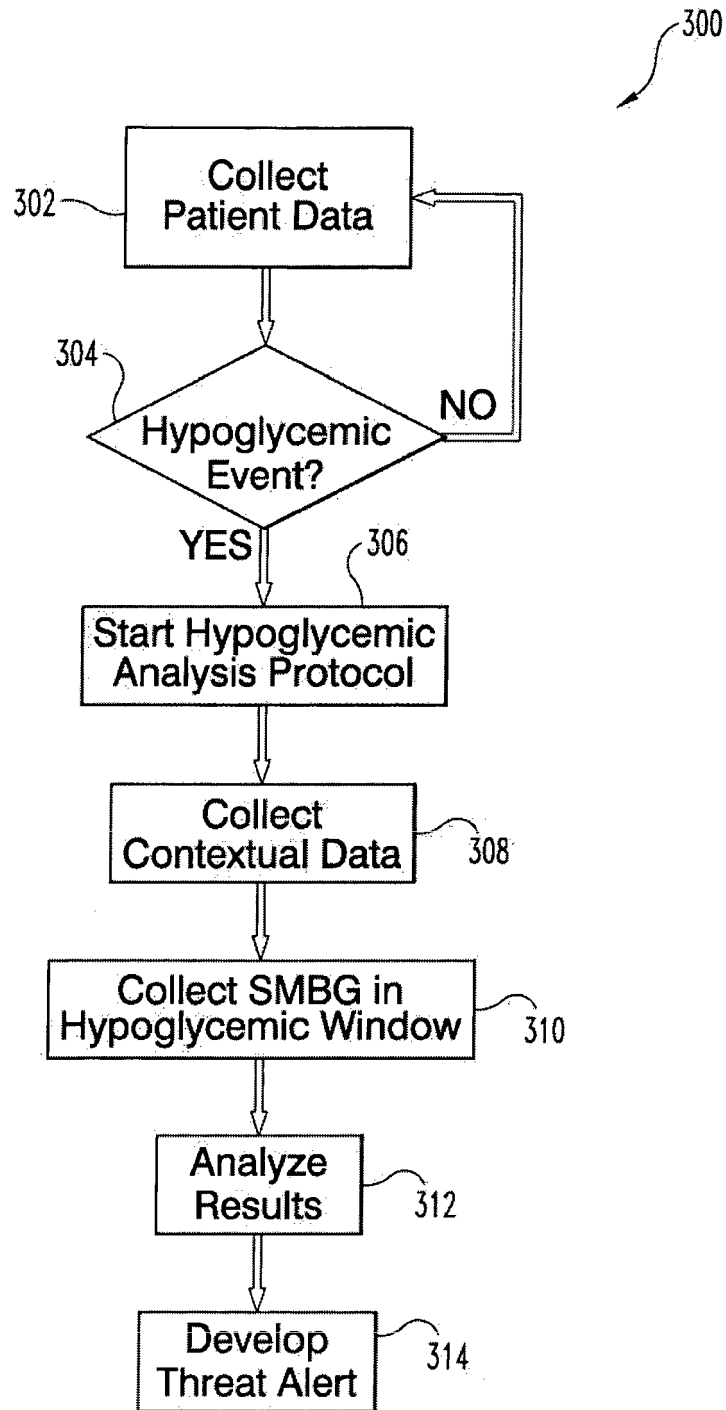 300
Collect
Patient Data
302
304
Hypoglycemic
Event?
NO
YES
306
Start Hypoglycemic
Analysis Protocol
Collect
Contextual Data
308
Collect SMBG in
Hypoglycemic Window
310
Analyze
Results
312
Develop
Threat Alert
314